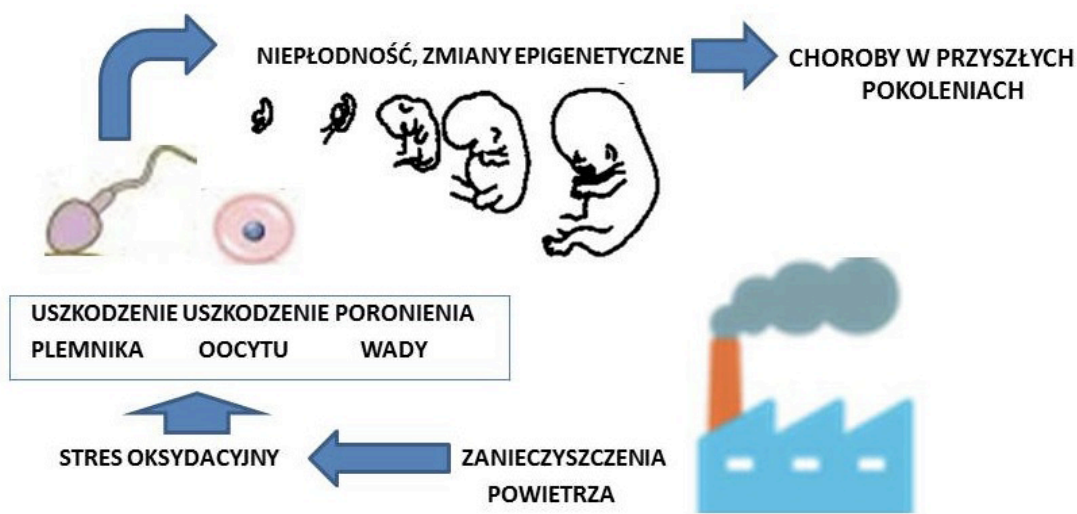 NIEPŁODNOŚĆ, ZMIANY EPIGENETYCZNE
CHOROBY W PRZYSZŁYCH
POKOLENIACH
USZKODZENIE USZKODZENIE PORONIENIA
PLEMNIKA OOCYTU WADY
STRES OKSYDACYJNY
ZANIECZYSZCZENIA
POWIETRZA